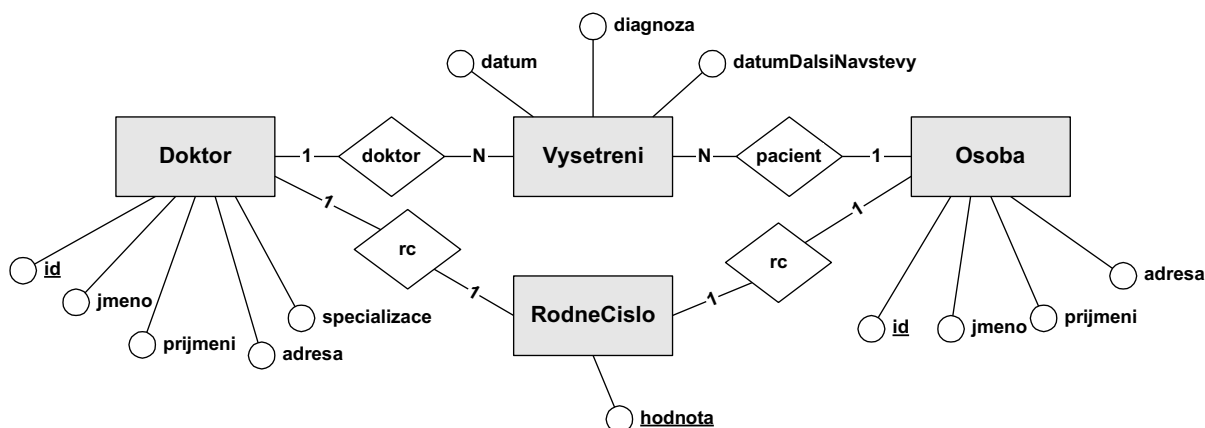 diagnoza
datum
datumDalsiNavstevy
Doktor
1
doktor
N
Vysetreni
N
pacient
1
Osoba
1
rc
1
1
rc
1
id
jmeno
prijmeni
adresa
specializace
RodneCislo
hodnota
id
jmeno
prijmeni
adresa